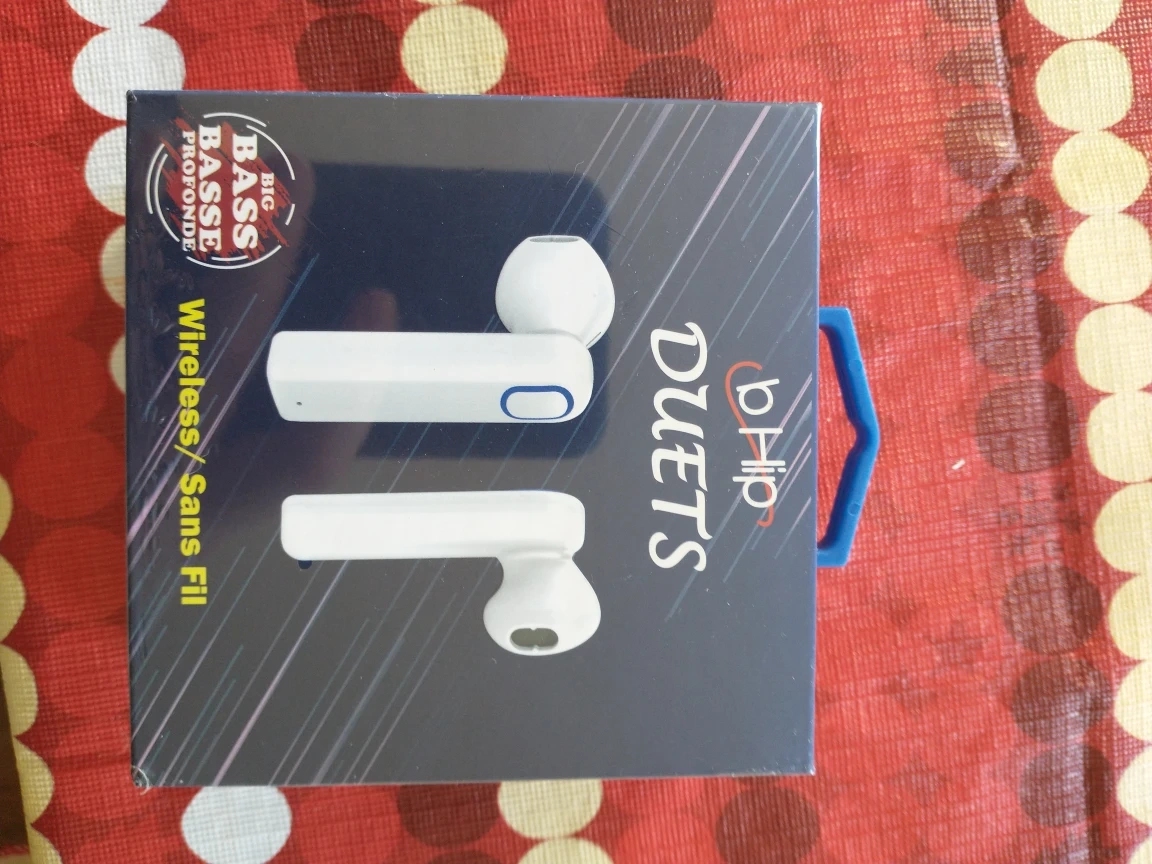 bHip
DUETS
BIG
BASS
BASSE
PROFONDE
Wireless/ Sans Fil